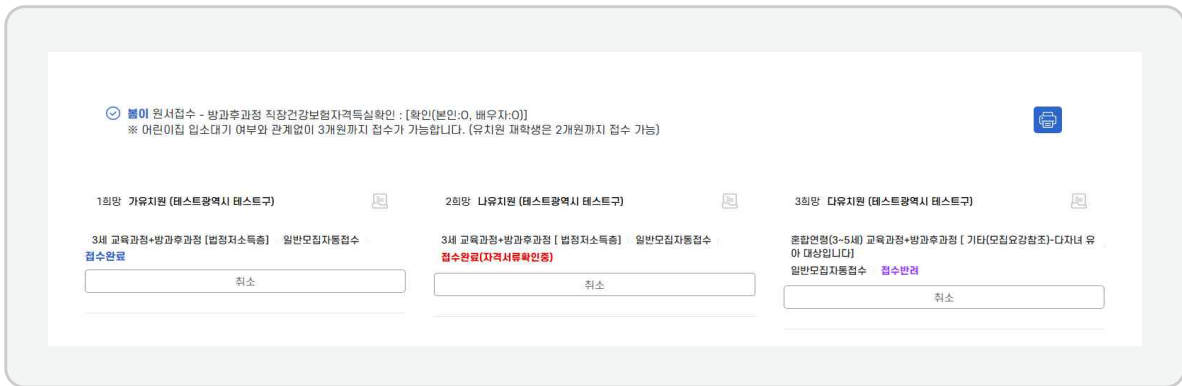 봄이 원서접수 - 방과후과정 직장건강보험자격득실확인 : [확인(본인:O, 배우자:O)]
※ 어린이집 입소대기 여부와 관계없이 3개원까지 접수가 가능합니다. (유치원 재학생은 2개원까지 접수 가능)
1희망 가유치원 (테스트광역시 테스트구)
3세 교육과정+방과후과정 [법정저소득층] 일반모집자동접수
접수완료
취소
2희망 나유치원 (테스트광역시 테스트구)
3세 교육과정+방과후과정 [ 법정저소득층] 일반모집자동접수
접수완료(자격서류확인중)
취소
3희망 다유치원 (테스트광역시 테스트구)
혼합연령(3~5세) 교육과정+방과후과정 [ 기타(모집요강참조)-다자녀 유
아 대상입니다]
일반모집자동접수 접수반려
취소